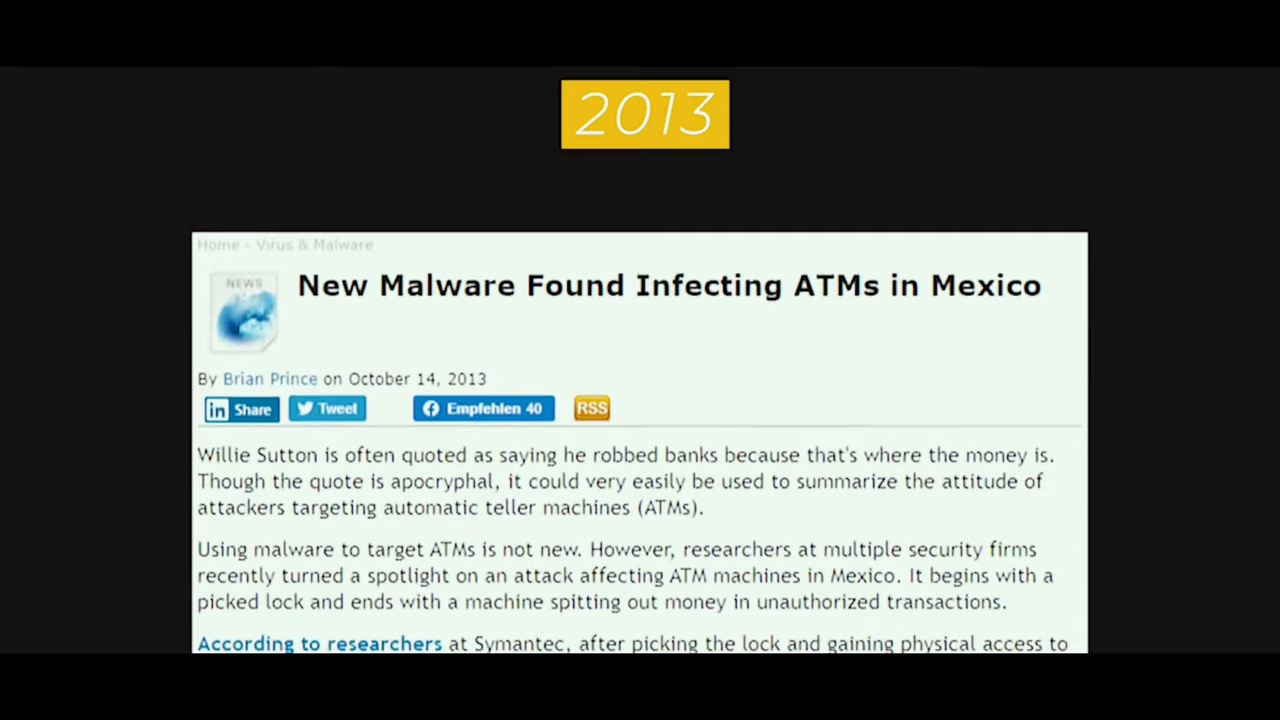 2013
Home › Virus & Malware
NEWS
New Malware Found Infecting ATMs in Mexico
By Brian Prince on October 14, 2013
in Share Tweet Empfehlen 40 RSS
Willie Sutton is often quoted as saying he robbed banks because that's where the money is.
Though the quote is apocryphal, it could very easily be used to summarize the attitude of
attackers targeting automatic teller machines (ATMs).
Using malware to target ATMs is not new. However, researchers at multiple security firms
recently turned a spotlight on an attack affecting ATM machines in Mexico. It begins with a
picked lock and ends with a machine spitting out money in unauthorized transactions.
According to researchers at Symantec, after picking the lock and gaining physical access to